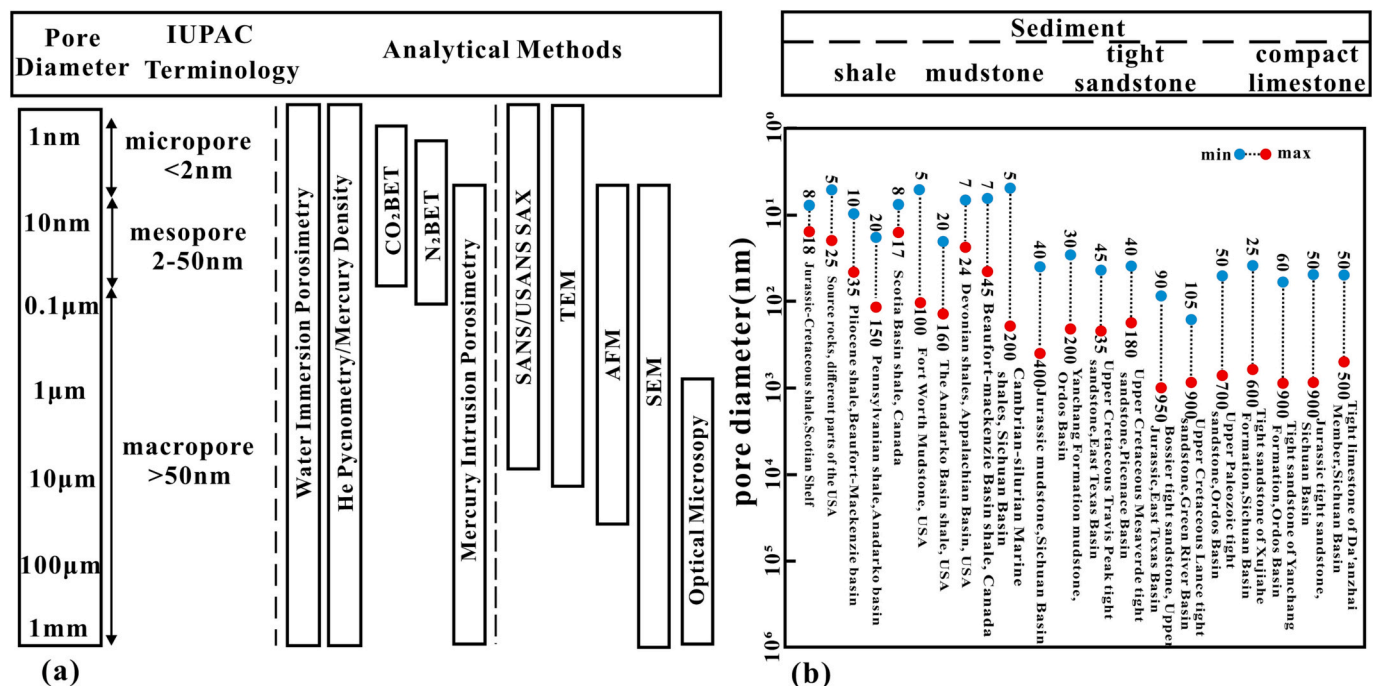 Pore
Diameter
IUPAC
Terminology
Analytical Methods
1nm
10nm
0.1μm
1μm
10μm
100μm
1mm
micropore
<2nm
mesopore
2-50nm
macropore
>50nm
Water Immersion Porosimetry
He Pycnometry/Mercury Density
CO₂BET
N₂BET
Mercury Intrusion Porosimetry
SANS/USANS SAX
TEM
AFM
SEM
Optical Microsopy
(a)
Sediment
shale
mudstone
tight
sandstone
compact
limestone
pore diameter(nm)
10⁰
10¹
10²
10³
10⁴
10⁵
10⁶
min
max
8
18 Jurassic-Cretaceous shale,Scotian Shelf
5
25 Source rocks, different parts of the USA
10
35 Pliocene shale,Beaufort-Mackenzie basin
20
150 Pennsylvanian shale,Anadarko basin
8
17 Scotia Basin shale, Canada
5
100 Fort Worth Mudstone, USA
20
160 The Anadarko Basin shale, USA
7
24 Devonian shales, Appalachian Basin, USA
7
45 Beaufort-mackenzie Basin shale, Canada
5
200 Cambrian-silurian Marine
shales, Sichuan Basin
40
400 Jurassic mudstone,Sichuan Basin
30
200 Yanchang Formation mudstone,
Ordos Basin
45
35 Upper Cretaceous Travis Peak tight
sandstone,East Texas Basin
40
180 Upper Cretaceous Mesaverde tight
sandstone,Picenace Basin
90
950 Bossier tight sandstone, Upper
Jurassic,East Texas Basin
105
900 Upper Cretaceous Lance tight
sandstone,Green River Basin
50
700 Upper Paleozoic tight
sandstone,Ordos Basin
25
600 Tight sandstone of Xujiahe
Formation,Sichuan Basin
60
900 Tight sandstone of Yanchang
Formation,Ordos Basin
50
900 Jurassic tight sandstone,
Sichuan Basin
50
500 Tight limestone of Da'anzhai
Member,Sichuan Basin
(b)